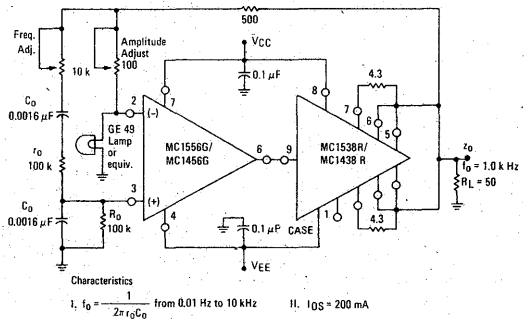 500
Freq.
Adj.
10 k
Amplitude
Adjust
100
VCC
0.1 μF
C0
0.0016 μF
2
(-)
7
GE 49
Lamp
or
equiv.
MC1556G/
MC1456G
6
9
8
MC1538R/
MC1438 R
7
4.3
6
5
z0
f0 = 1.0 kHz
RL = 50
r0
100 k
C0
0.0016 μF
R0
100 k
3
(+)
4
0.1 μF
CASE
1
4.3
VEE
Characteristics
I. f0 = 1 / 2π r0C0 from 0.01 Hz to 10 kHz
II. IOS = 200 mA